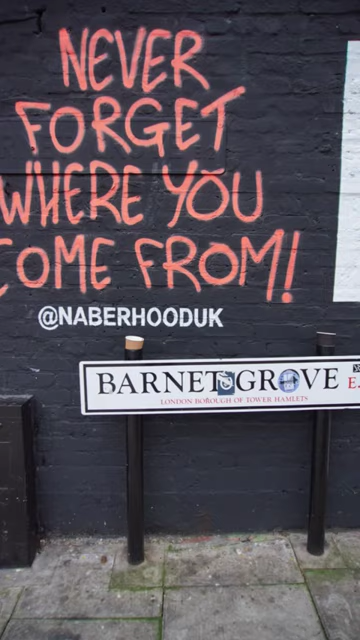 NEVER
FORGET
WHERE YOU
COME FROM!
@NABERHOODUK
BARNET GROVE
LONDON BOROUGH OF TOWER HAMLETS